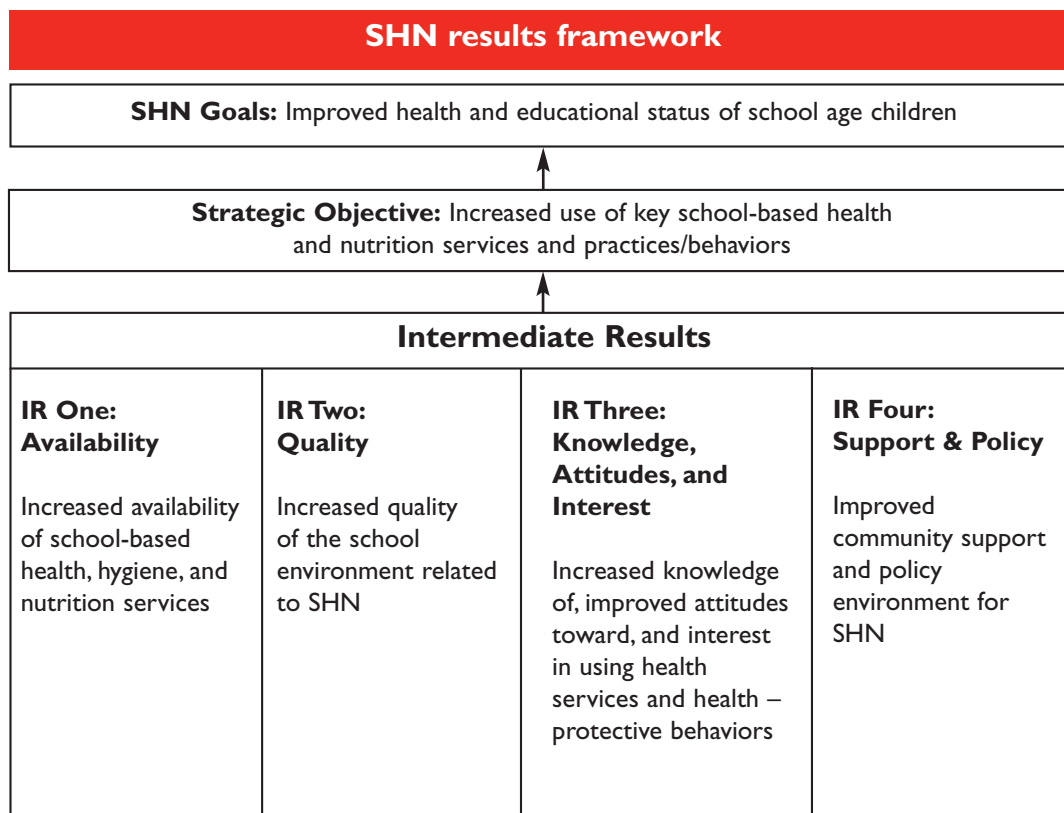 SHN results framework
SHN Goals: Improved health and educational status of school age children
Strategic Objective: Increased use of key school-based health
and nutrition services and practices/behaviors
Intermediate Results
IR One:
Availability
Increased availability
of school-based
health, hygiene, and
nutrition services
IR Two:
Quality
Increased quality
of the school
environment related
to SHN
IR Three:
Knowledge,
Attitudes, and
Interest
Increased knowledge
of, improved attitudes
toward, and interest
in using health
services and health –
protective behaviors
IR Four:
Support & Policy
Improved
community support
and policy
environment for
SHN